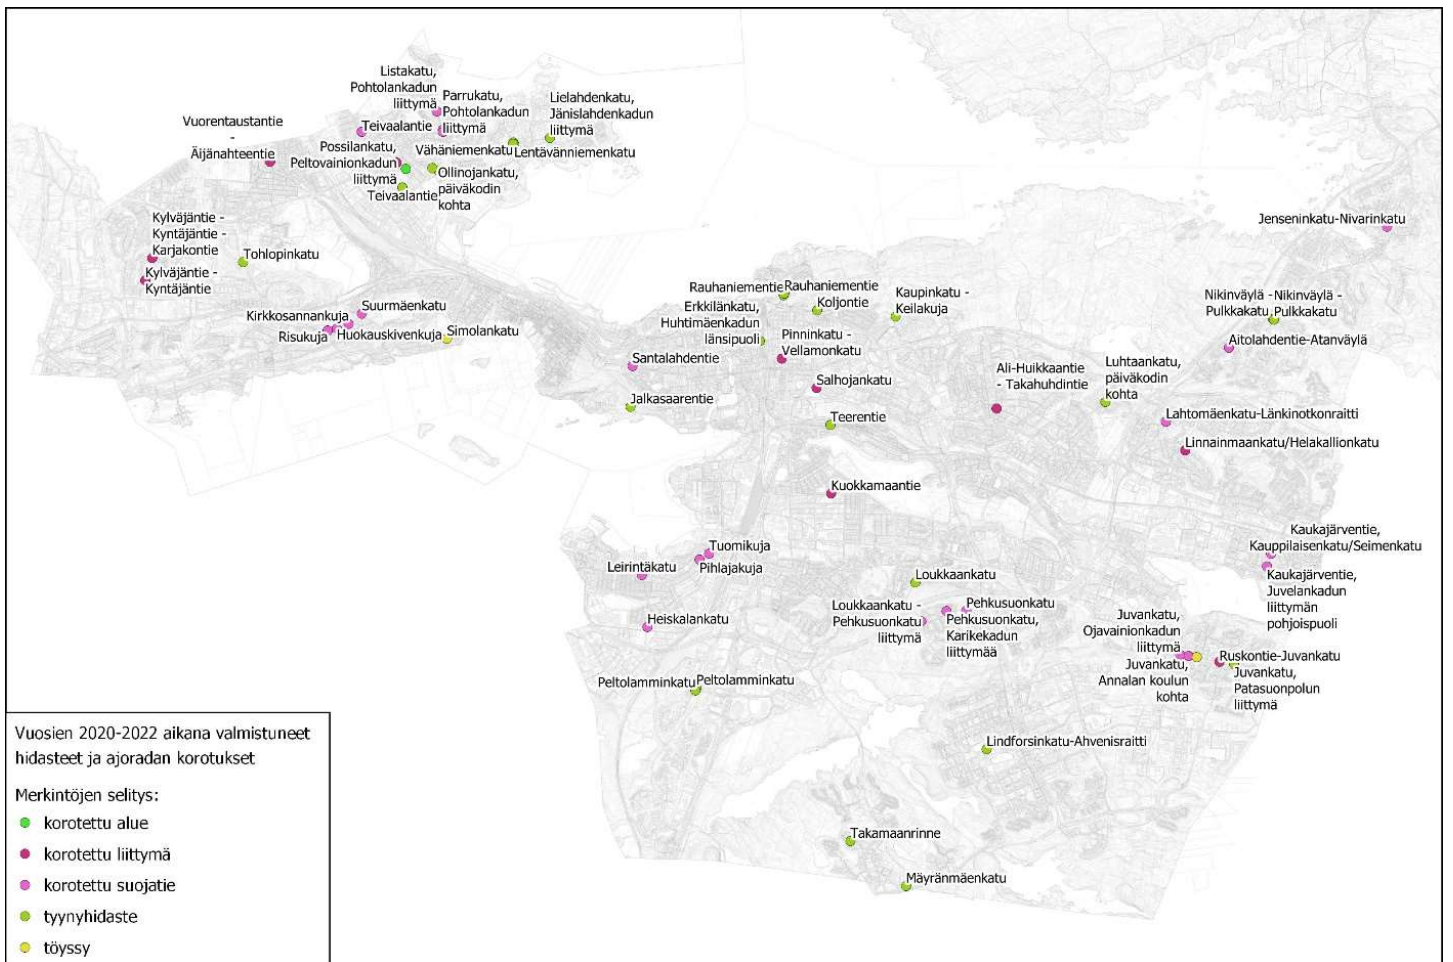 Listakatu,
Pohtolankadun
liittymä
Parrukatu,
Pohtolankadun
liittymä
Lielahdenkatu,
Jänislahdenkadun
liittymä
Vuorentaustantie
-
Äijänahteentie
Teivaalantie
Possilankatu,
Peltovainionkadun
liittymä
Vähäniemenkatu
Lentävänniemenkatu
Ollinojankatu,
päiväkodin
kohta
Teivaalantie
Kylväjäntie -
Kyntäjäntie -
Karjakontie
Tohlopinkatu
Kylväjäntie -
Kyntäjäntie
Suurmäenkatu
Kirkkosannankuja
Risukuja
Huokauskivenkuja
Simolankatu
Jenseninkatu-Nivarinkatu
Rauhaniementie
Rauhaniementie
Koljontie
Kaupinkatu -
Keilakuja
Erkkilänkatu,
Huhtimäenkadun
länsipuoli
Pinninkatu -
Vellamonkatu
Nikinväylä -
Pulkkakatu
Nikinväylä -
Pulkkakatu
Aitolahdentie-Atanväylä
Santalahdentie
Salhojankatu
Ali-Huikkaantie
- Takahuhdintie
Luhtaankatu,
päiväkodin
kohta
Jalkasaarentie
Teerentie
Lahtomäenkatu-Länkinotkonraitti
Linnainmaankatu/Helakallionkatu
Kuokkamaantie
Kaukajärventie,
Kauppilaisenkatu/Seimenkatu
Tuomikuja
Pihlajakuja
Leirintäkatu
Loukkaankatu
Kaukajärventie,
Juvelankadun
liittymän
pohjoispuoli
Heiskalankatu
Loukkaankatu -
Pehkusuonkatu
liittymä
Pehkusuonkatu
Pehkusuonkatu,
Karikekadun
liittymää
Juvankatu,
Ojavainionkadun
liittymä
Juvankatu,
Annalan koulun
kohta
Ruskontie-Juvankatu
Juvankatu,
Patasuonpolun
liittymä
Peltolamminkatu
Peltolamminkatu
Lindforsinkatu-Ahvenisraitti
Takamaanrinne
Mäyränmäenkatu
Vuosien 2020-2022 aikana valmistuneet
hidasteet ja ajoradan korotukset
Merkintöjen selitys:
korotettu alue
korotettu liittymä
korotettu suojatie
tyynyhidaste
töyssy